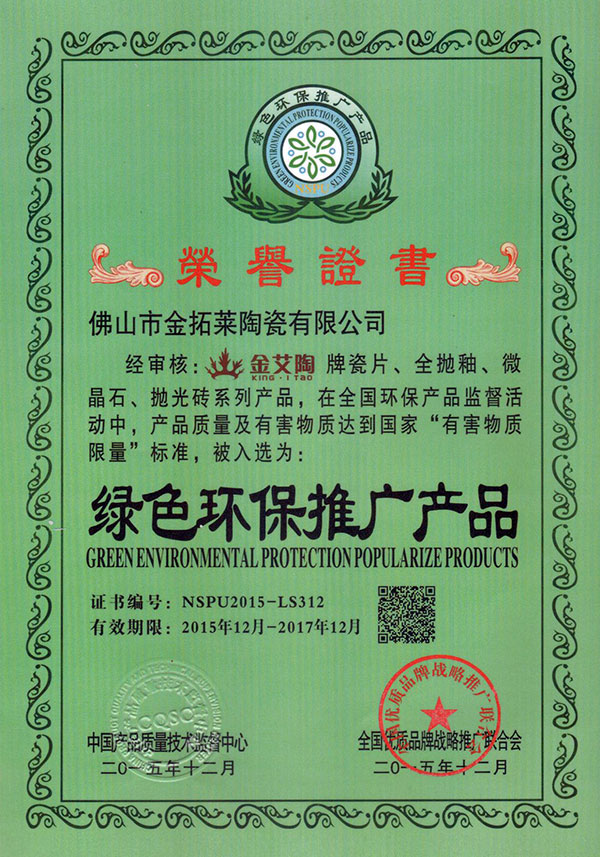 绿色环保推广产品
GREEN ENVIRONMENTAL PROTECTION POPULARIZE PRODUCTS
NSPU
榮譽證書
佛山市金拓莱陶瓷有限公司
经审核：金艾陶 牌瓷片、全抛釉、微
KING·ITAO
晶石、抛光砖系列产品，在全国环保产品监督活
动中，产品质量及有害物质达到国家“有害物质
限量”标准，被入选为：
绿色环保推广产品
GREEN ENVIRONMENTAL PROTECTION POPULARIZE PRODUCTS
证书编号：NSPU2015-LS312
有效期限：2015年12月-2017年12月
CQSC
中国产品质量技术监督中心
二〇一五年十二月
全国优质品牌战略推广联合会
二〇一五年十二月